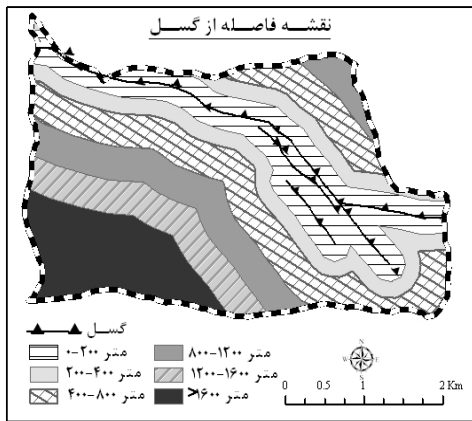 نقشه فاصله از گسل
گسل
۰-۲۰۰ متر
۲۰۰-۴۰۰ متر
۴۰۰-۸۰۰ متر
۸۰۰-۱۲۰۰ متر
۱۲۰۰-۱۶۰۰ متر
>۱۶۰۰ متر
N
W E
S
0 0.5 1 2 Km